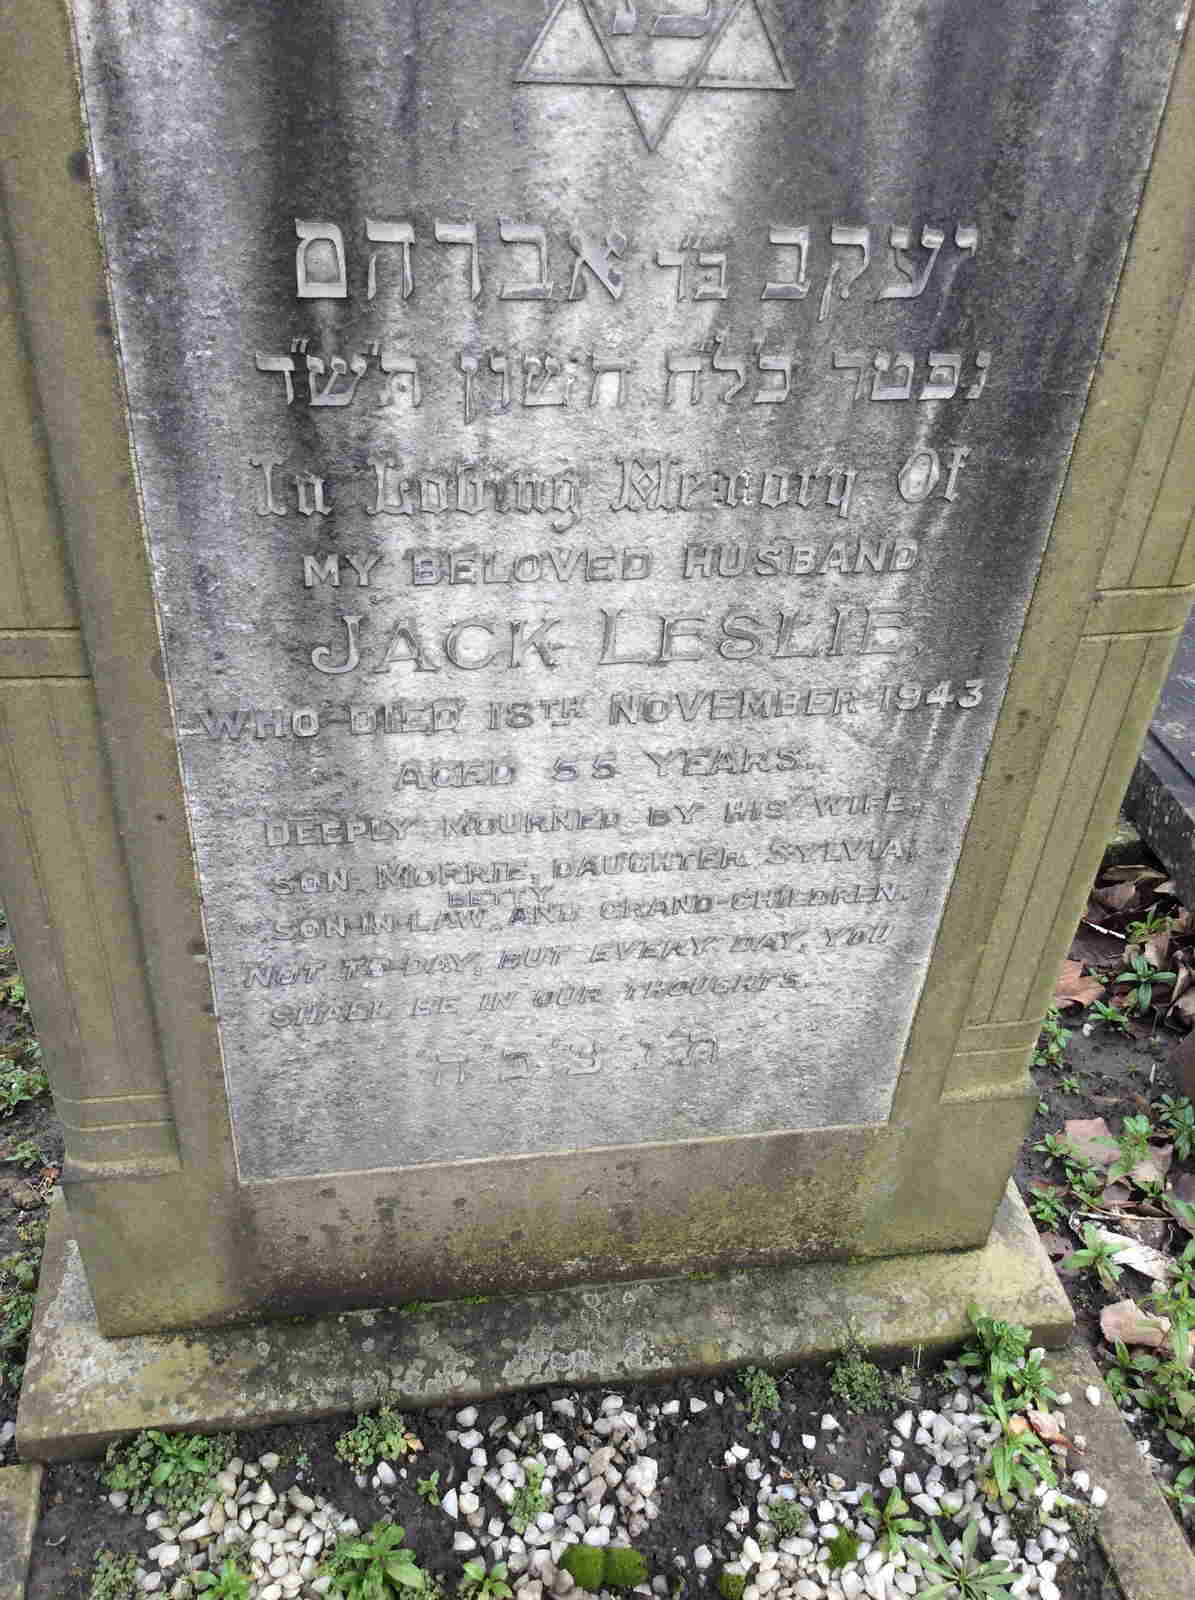 יעקב ב"ר אברהם
נפטר כ'ל"ח חשון ת"ש"ד
In Loving Memory Of
MY BELOVED HUSBAND
JACK LESLIE,
WHO DIED 18TH NOVEMBER 1943
AGED 55 YEARS.
DEEPLY MOURNED BY HIS WIFE,
SON MORRIE, DAUGHTER SYLVIA,
BETTY
SON-IN-LAW, AND GRAND-CHILDREN.
NOT TO-DAY, BUT EVERY DAY, YOU
SHALL BE IN OUR THOUGHTS.
ת' נ' צ' ב' ה'